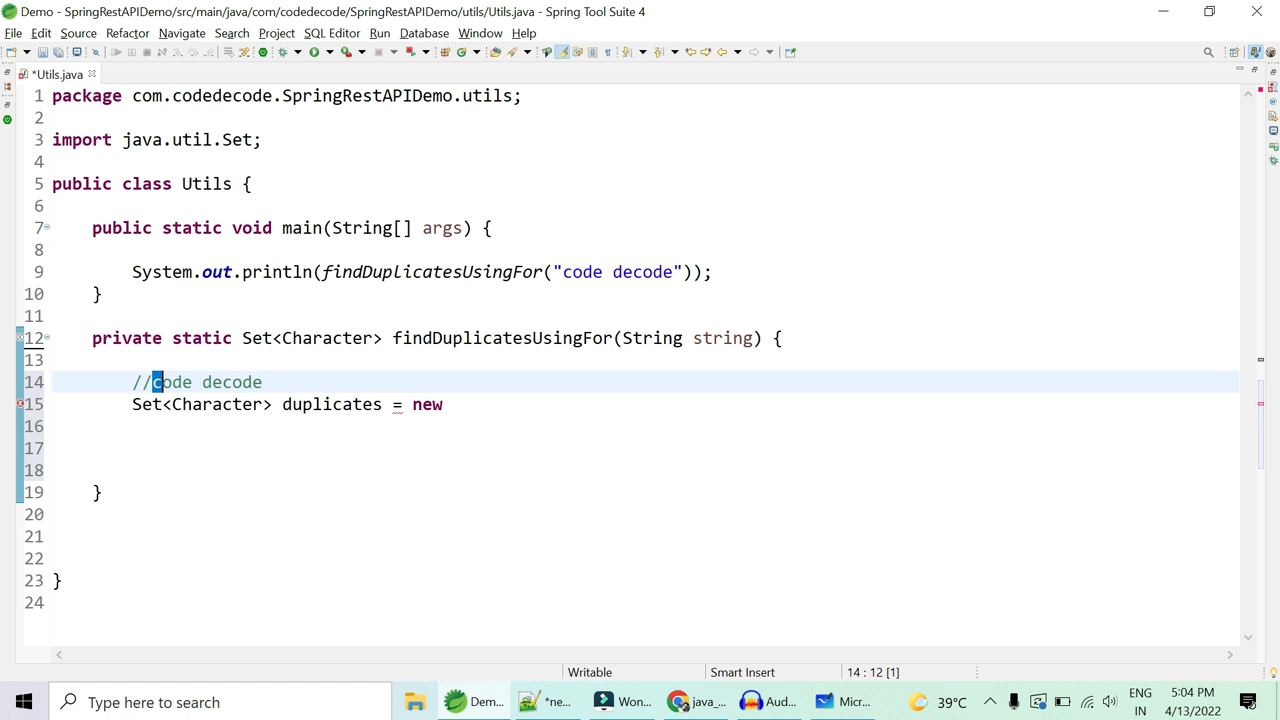 Demo - SpringRestAPIDemo/src/main/java/com/codedecode/SpringRestAPIDemo/utils/Utils.java - Spring Tool Suite 4
File Edit Source Refactor Navigate Search Project SQL Editor Run Database Window Help
*Utils.java
1 package com.codedecode.SpringRestAPIDemo.utils;
2
3 import java.util.Set;
4
5 public class Utils {
6
7 public static void main(String[] args) {
8
9 System.out.println(findDuplicatesUsingFor("code decode"));
10 }
11
12 private static Set<Character> findDuplicatesUsingFor(String string) {
13
14 //code decode
15 Set<Character> duplicates = new
16
17
18
19 }
20
21
22
23 }
24
Writable Smart Insert 14 : 12 [1]
Type here to search Dem... *ne... Won... java_... Aud... Micr... 39°C ENG IN 5:04 PM 4/13/2022